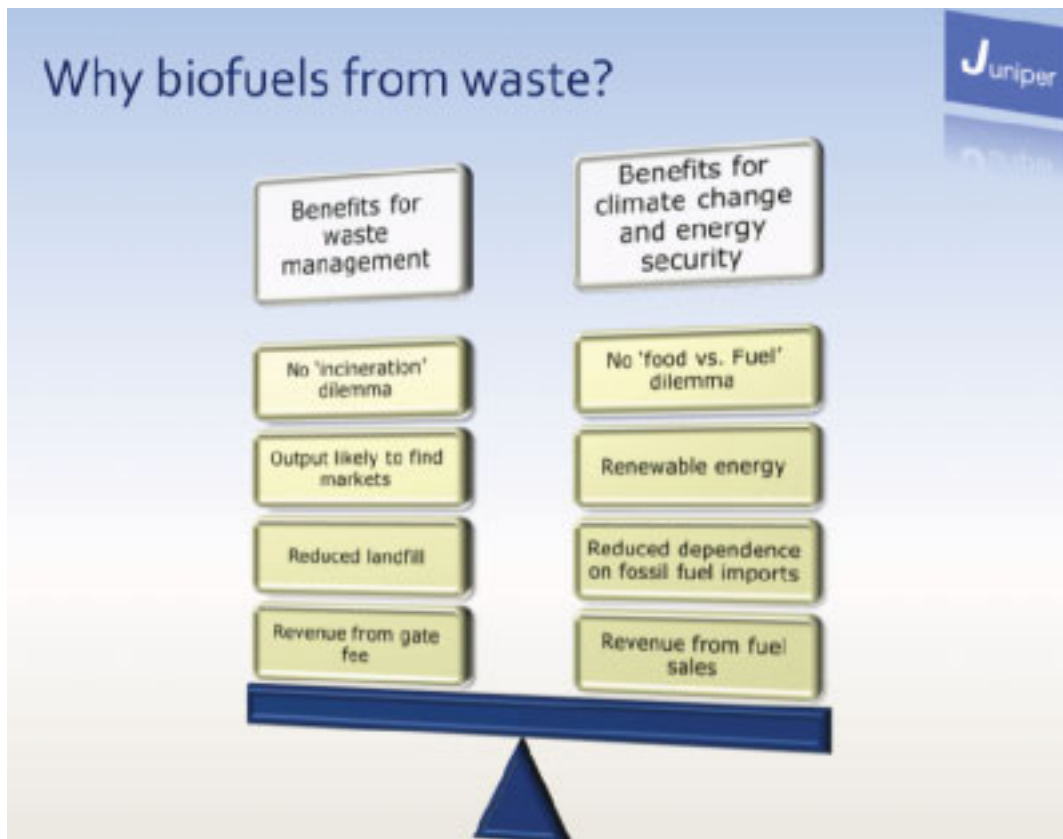 Why biofuels from waste?
Juniper
Benefits for
waste
management
No 'incineration'
dilemma
Output likely to find
markets
Reduced landfill
Revenue from gate
fee
Benefits for
climate change
and energy
security
No 'food vs. Fuel'
dilemma
Renewable energy
Reduced dependence
on fossil fuel imports
Revenue from fuel
sales